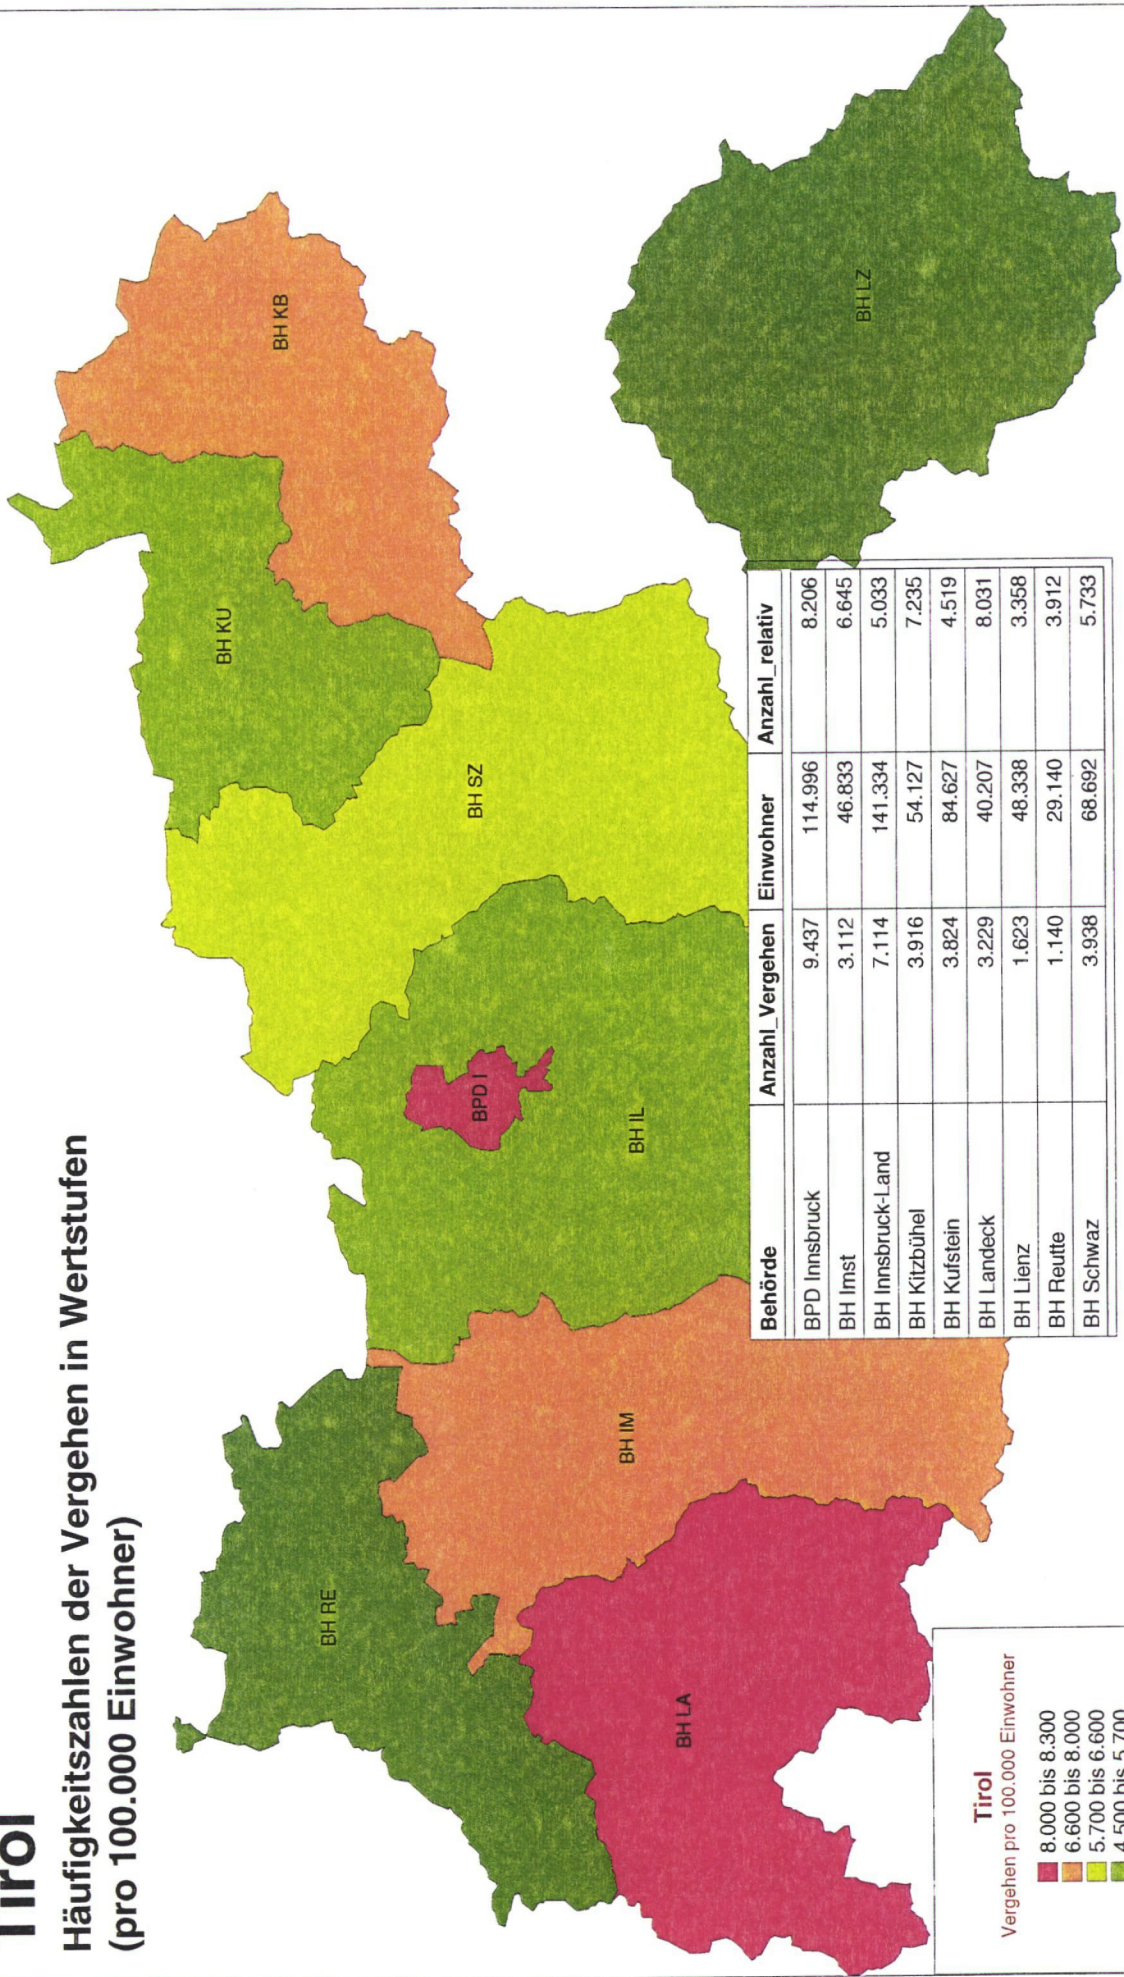 Tirol
Häufigkeitszahlen der Vergehen in Wertstufen
(pro 100.000 Einwohner)
BH RE
BH KU
BH KB
BH SZ
BPD I
BH IL
BH IM
BH LA
BH LZ
Behörde Anzahl_Vergehen Einwohner Anzahl_relativ
BPD Innsbruck 9.437 114.996 8.206
BH Imst 3.112 46.833 6.645
BH Innsbruck-Land 7.114 141.334 5.033
BH Kitzbühel 3.916 54.127 7.235
BH Kufstein 3.824 84.627 4.519
BH Landeck 3.229 40.207 8.031
BH Lienz 1.623 48.338 3.358
BH Reutte 1.140 29.140 3.912
BH Schwaz 3.938 68.692 5.733
Tirol
Vergehen pro 100.000 Einwohner
8.000 bis 8.300
6.600 bis 8.000
5.700 bis 6.600
4.500 bis 5.700